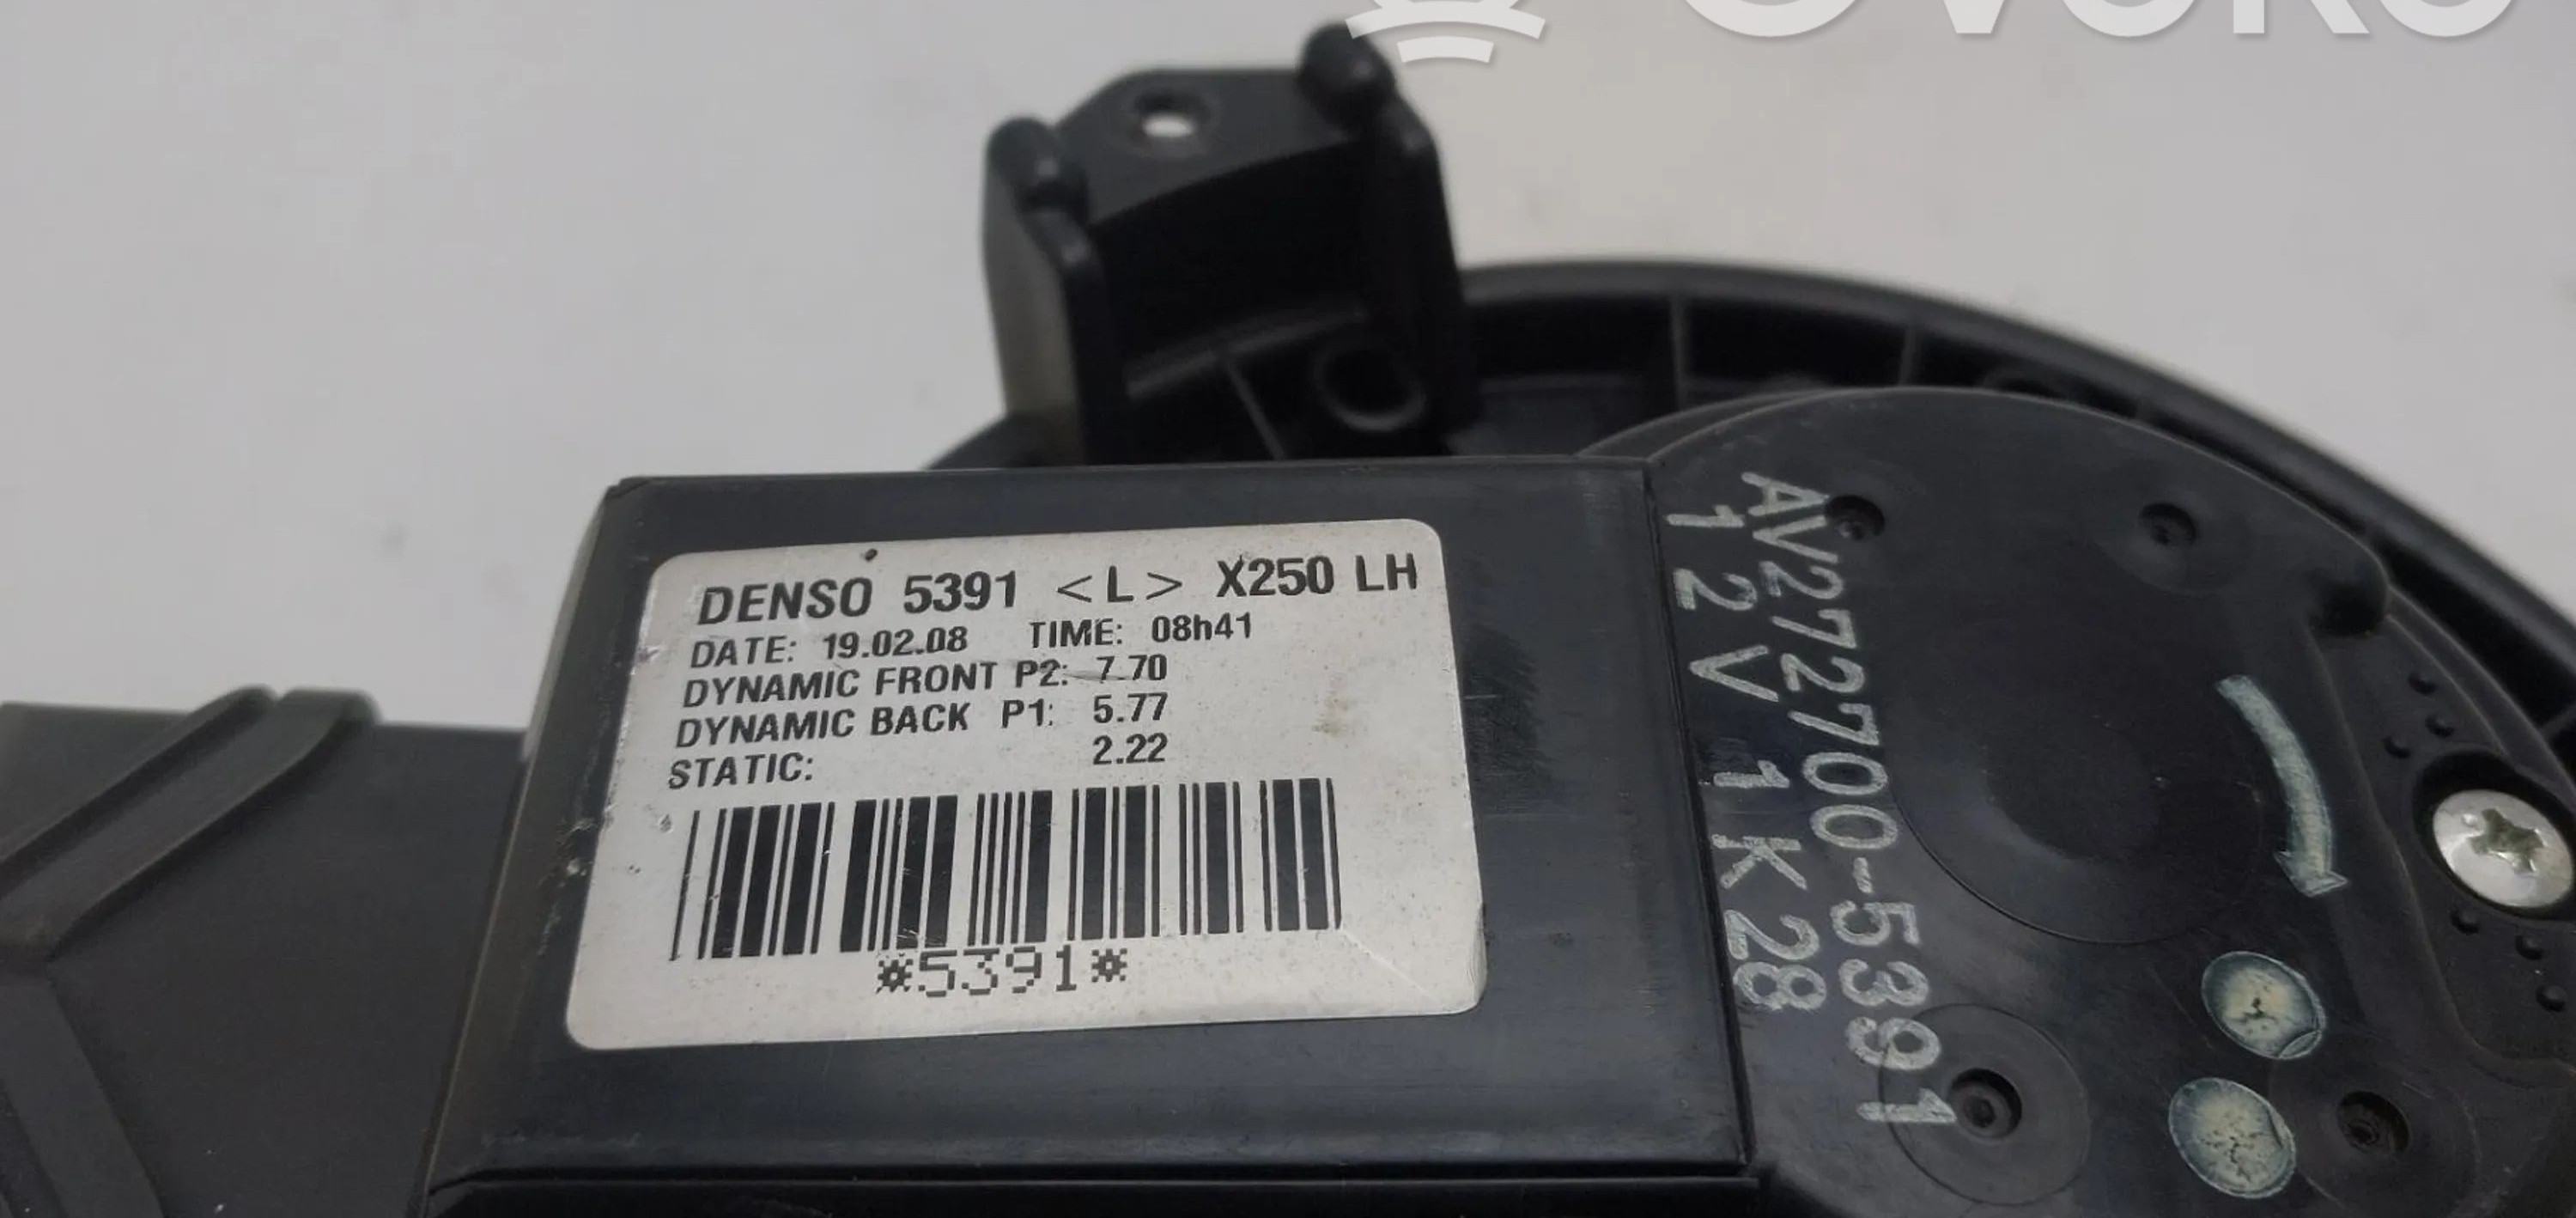 DENSO 5391 <L> X250 LH
DATE: 19.02.08 TIME: 08h41
DYNAMIC FRONT P2: 7.70
DYNAMIC BACK P1: 5.77
STATIC: 2.22
*5391*
AV272700-5391
12V 1K28